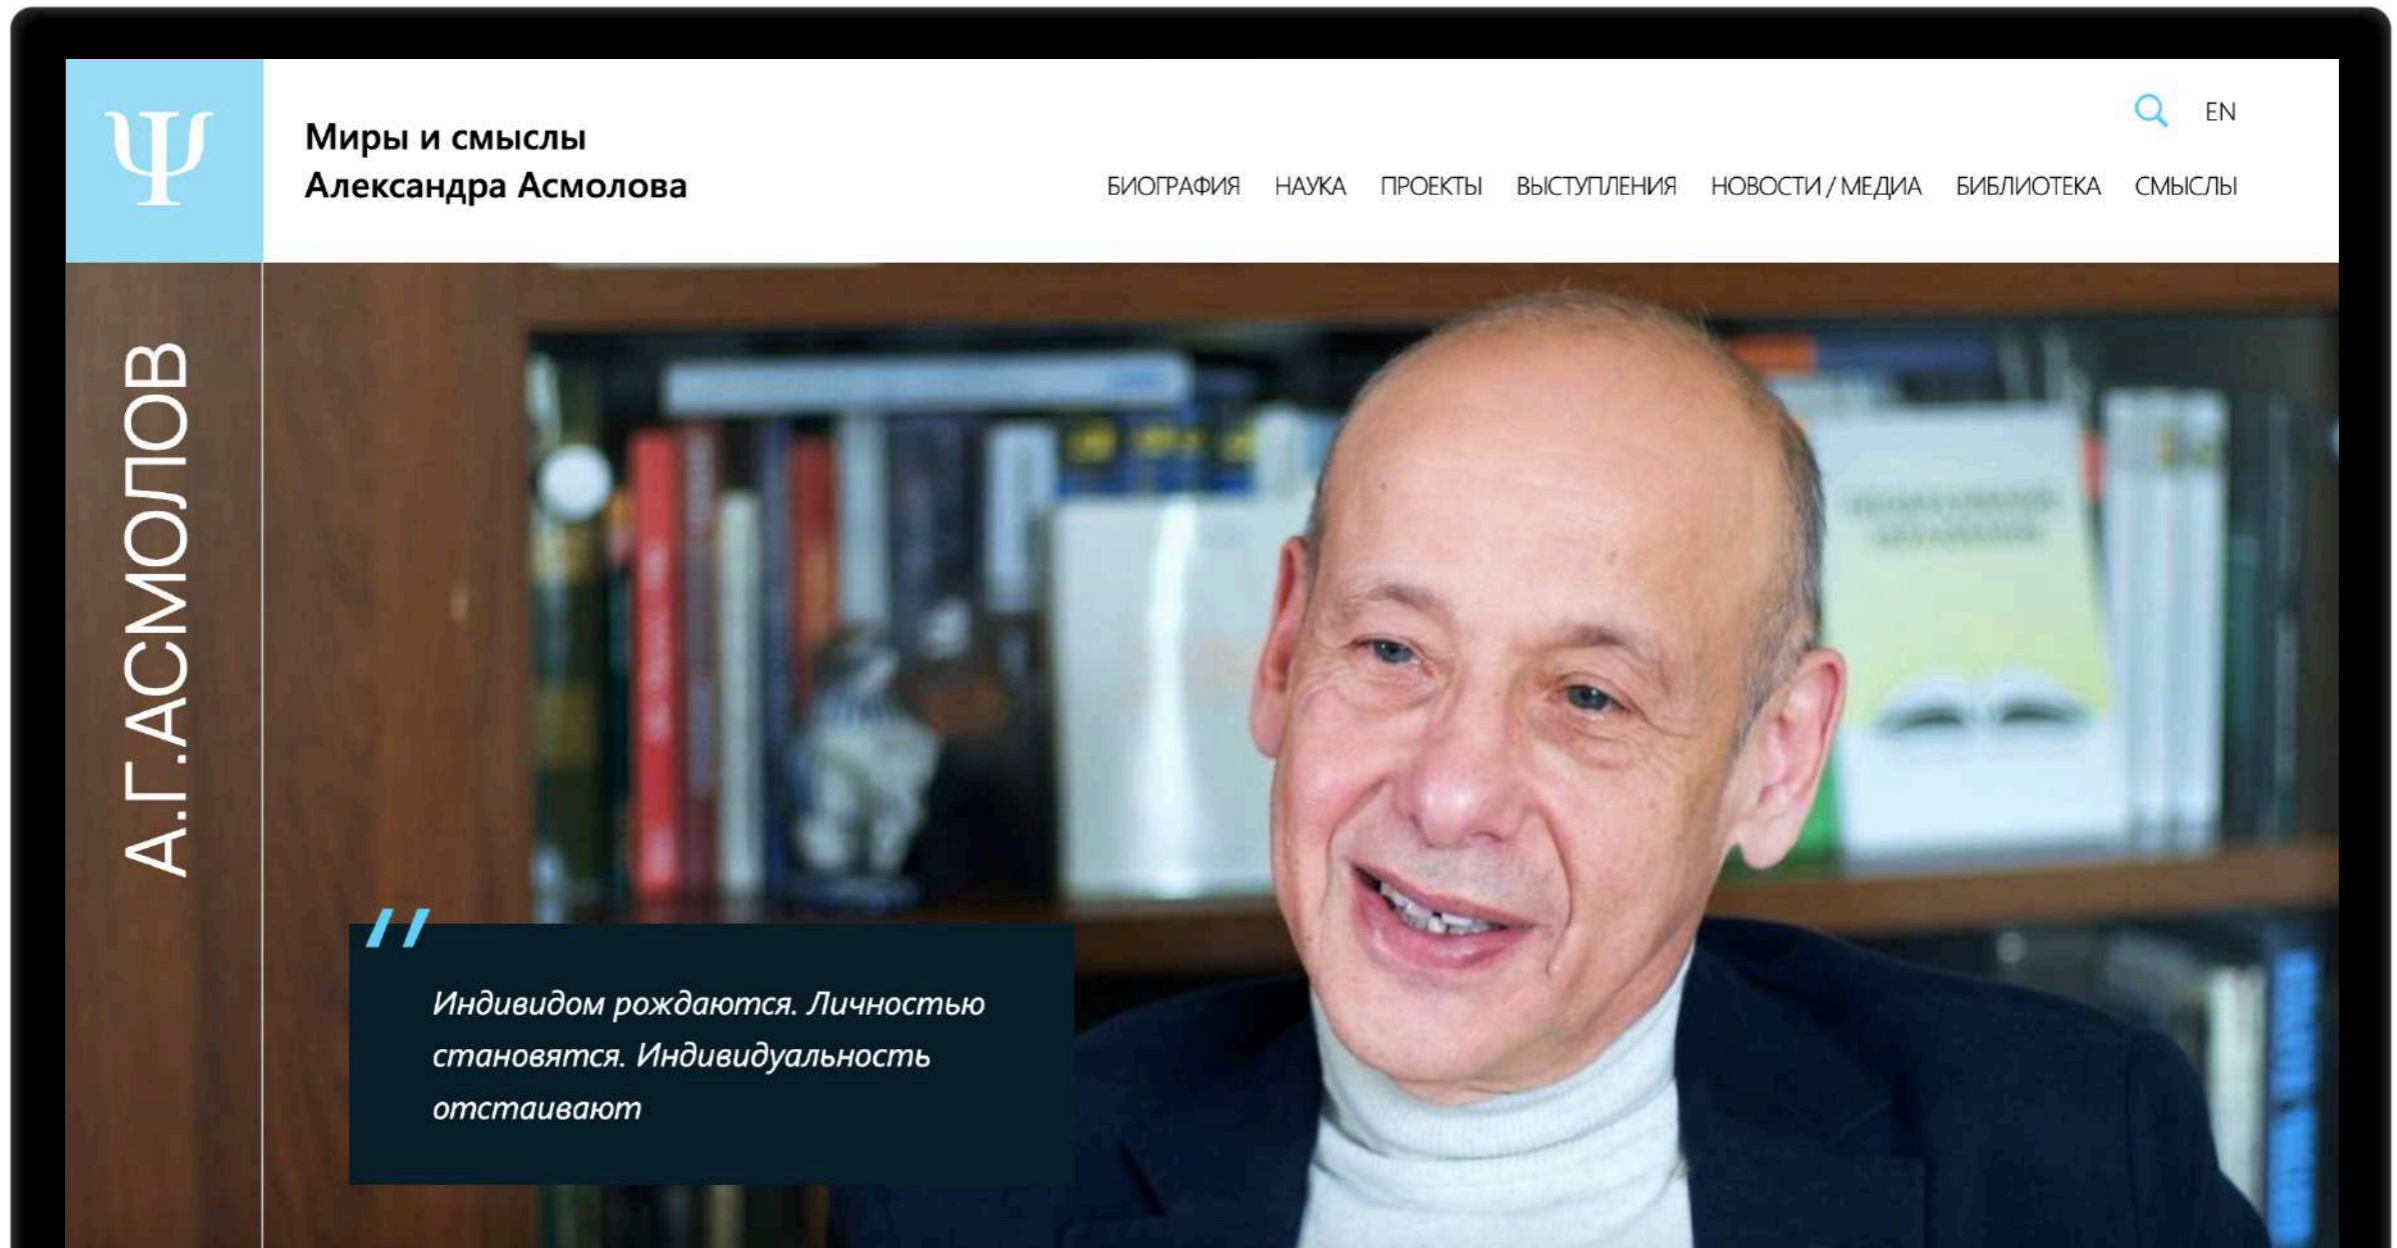 Ψ
Миры и смыслы
Александра Асмолова
EN
БИОГРАФИЯ НАУКА ПРОЕКТЫ ВЫСТУПЛЕНИЯ НОВОСТИ / МЕДИА БИБЛИОТЕКА СМЫСЛЫ
А.Г.АСМОЛОВ
Индивидом рождаются. Личностью
становятся. Индивидуальность
отстаивают